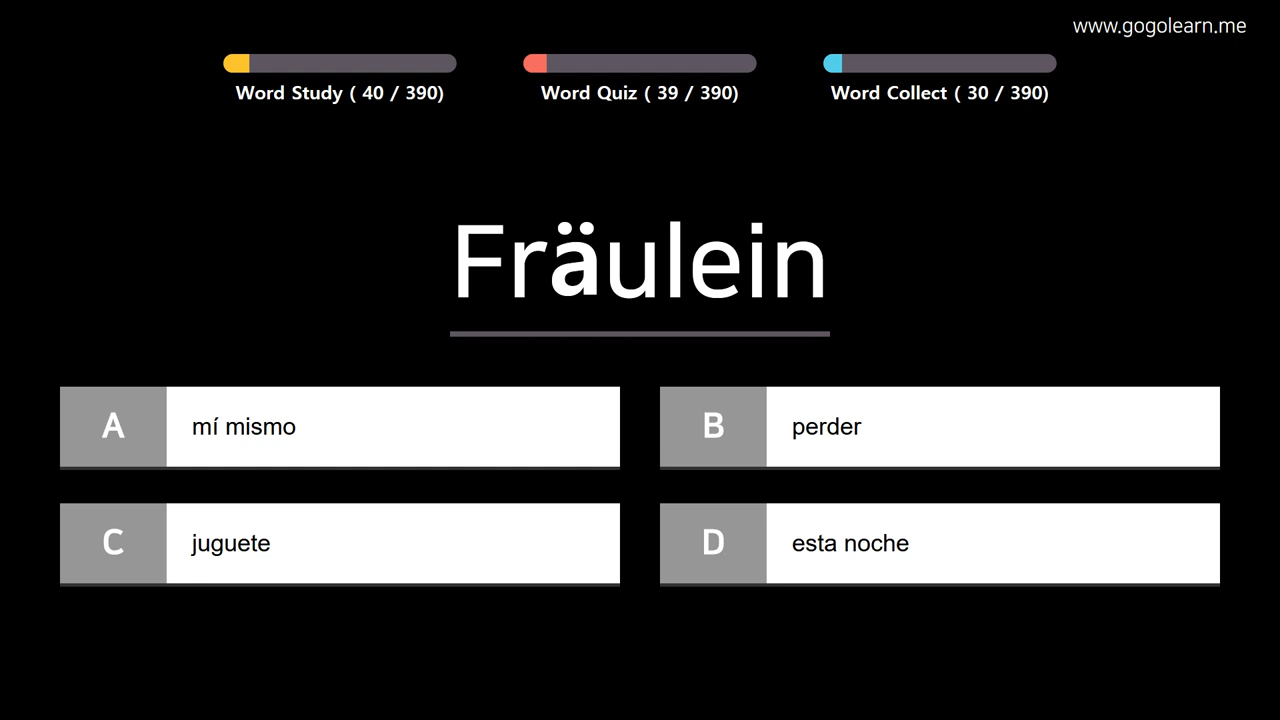 www.gogolearn.me
Word Study ( 40 / 390)
Word Quiz ( 39 / 390)
Word Collect ( 30 / 390)
Fräulein
A mí mismo
B perder
C juguete
D esta noche